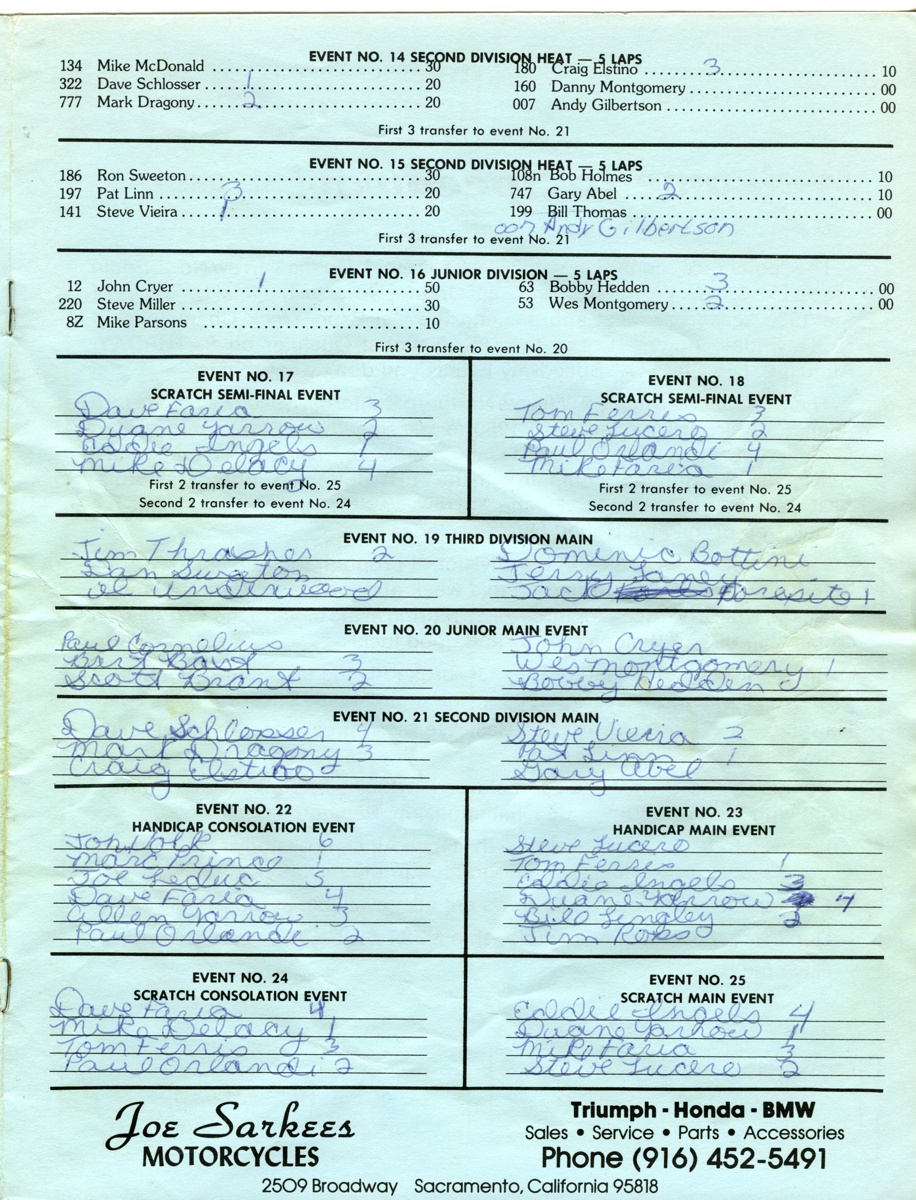 EVENT NO. 14 SECOND DIVISION HEAT — 5 LAPS
134 Mike McDonald ........ 30
322 Dave Schlosser ........ 1 20
777 Mark Dragony ........ 2 20
180 Craig Elstino ........ 3 10
160 Danny Montgomery ........ 00
007 Andy Gilbertson ........ 00
First 3 transfer to event No. 21
EVENT NO. 15 SECOND DIVISION HEAT — 5 LAPS
186 Ron Sweeton ........ 30
197 Pat Linn ........ 3 20
141 Steve Vieira ........ 1 20
108n Bob Holmes ........ 10
747 Gary Abel ........ 2 10
199 Bill Thomas ........ 00
007 Andy Gilbertson
First 3 transfer to event No. 21
EVENT NO. 16 JUNIOR DIVISION — 5 LAPS
12 John Cryer ........ 1 50
220 Steve Miller ........ 30
8Z Mike Parsons ........ 10
63 Bobby Hedden ........ 3 00
53 Wes Montgomery ........ 2 00
First 3 transfer to event No. 20
EVENT NO. 17
SCRATCH SEMI-FINAL EVENT
Dave Faria 3
Duane Yarrow 2
Eddie Ingels 1
Mike Delacy 4
First 2 transfer to event No. 25
Second 2 transfer to event No. 24
EVENT NO. 18
SCRATCH SEMI-FINAL EVENT
Tom Ferris 3
Steve Lucero 2
Paul Orlandi 4
Mike Faria 1
First 2 transfer to event No. 25
Second 2 transfer to event No. 24
EVENT NO. 19 THIRD DIVISION MAIN
Jim Thrasher 2
Dan Sweeton
Al Underwood
Dominic Bottini
Jerry Laney
Jack Foresite 1
EVENT NO. 20 JUNIOR MAIN EVENT
Paul Cornelius
Brit Bawt 3
Scott Brant 2
John Cryer
Wes Montgomery 1
Bobby Hedden
EVENT NO. 21 SECOND DIVISION MAIN
Dave Schlosser 4
Mark Dragony 3
Craig Elstino
Steve Vieria 2
Pat Linn 1
Gary Abel
EVENT NO. 22
HANDICAP CONSOLATION EVENT
John Volk 6
Marc Prince 1
Joe Leduc 5
Dave Faria 4
Allen Yarrow 3
Paul Orlandi 2
EVENT NO. 23
HANDICAP MAIN EVENT
Steve Lucero
Tom Ferris 1
Eddie Ingels 3
Duane Yarrow 4
Bilo Lingley 2
Jim Ross
EVENT NO. 24
SCRATCH CONSOLATION EVENT
Dave Faria 4
Mike Delacy 1
Tom Ferris 3
Paul Orlandi 2
EVENT NO. 25
SCRATCH MAIN EVENT
Eddie Ingels 4
Duane Yarrow 1
Mike Faria 3
Steve Lucero 2
Joe Sarkees
MOTORCYCLES
Triumph - Honda - BMW
Sales • Service • Parts • Accessories
Phone (916) 452-5491
2509 Broadway Sacramento, California 95818